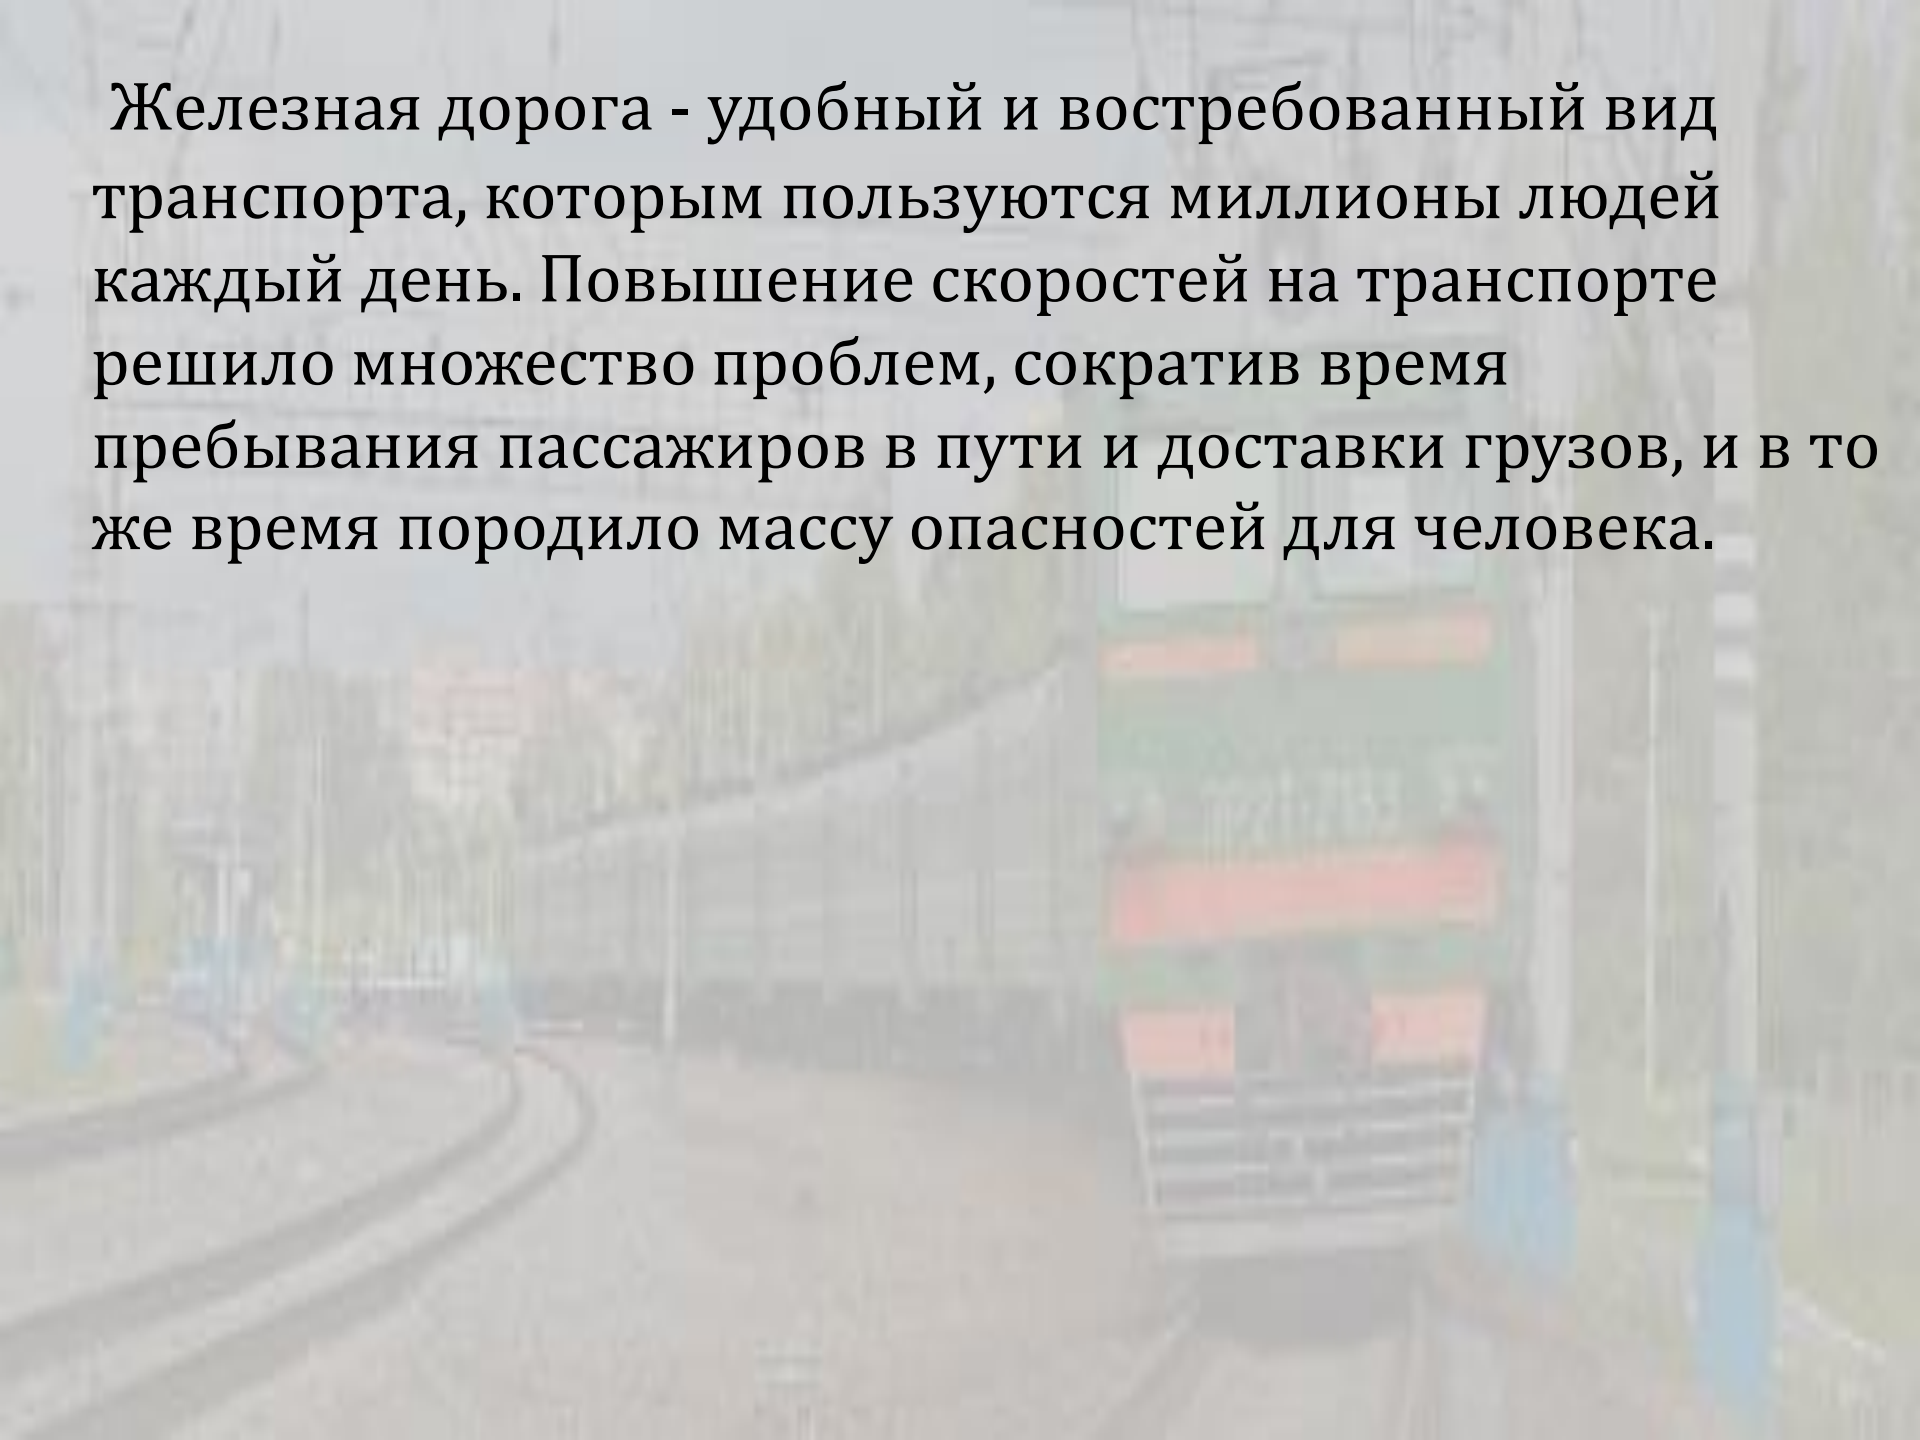 Железная дорога - удобный и востребованный вид
транспорта, которым пользуются миллионы людей
каждый день. Повышение скоростей на транспорте
решило множество проблем, сократив время
пребывания пассажиров в пути и доставки грузов, и в то
же время породило массу опасностей для человека.